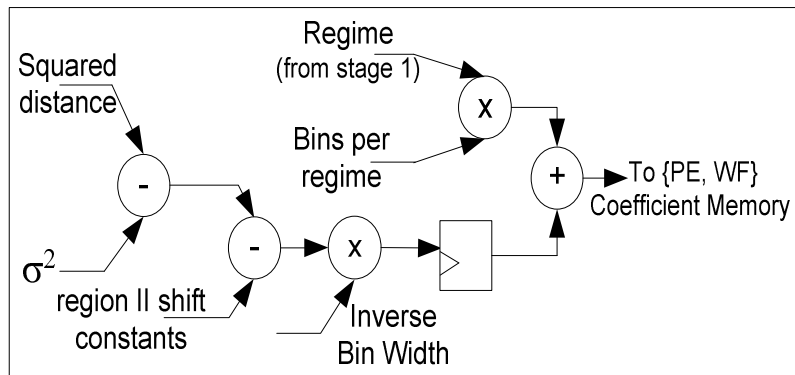 Regime
(from stage 1)
Squared
distance
x
Bins per
regime
-
+
To {PE, WF}
Coefficient Memory
-
x
σ²
region II shift
constants
Inverse
Bin Width